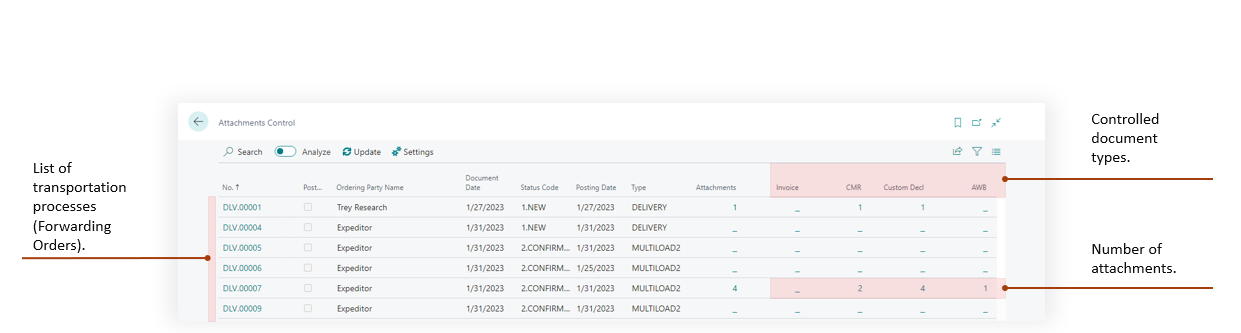 Controlled
document
types.
Attachments Control
Search Analyze Update Settings
List of
transportation
processes
(Forwarding
Orders).
No. ↑ Post... Ordering Party Name Document Date Status Code Posting Date Type Attachments Invoice CMR Custom Decl AWB
DLV.00001 Trey Research 1/27/2023 1.NEW 1/27/2023 DELIVERY 1 _ 1 1 _
DLV.00004 Expeditor 1/31/2023 1.NEW 1/31/2023 DELIVERY _ _ _ _ _
DLV.00005 Expeditor 1/31/2023 2.CONFIRM... 1/31/2023 MULTILOAD2 _ _ _ _ _
DLV.00006 Expeditor 1/31/2023 2.CONFIRM... 1/25/2023 MULTILOAD2 _ _ _ _ _
DLV.00007 Expeditor 1/31/2023 2.CONFIRM... 1/31/2023 MULTILOAD2 4 _ 2 4 1
DLV.00009 Expeditor 1/31/2023 2.CONFIRM... 1/31/2023 MULTILOAD2 _ _ _ _ _
Number of
attachments.